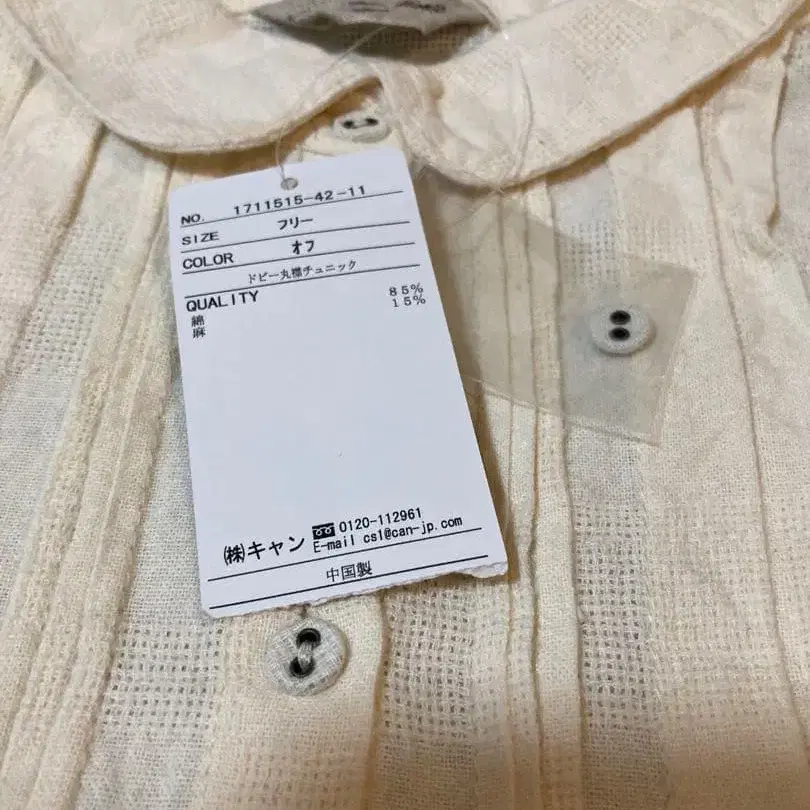 NO. 1711515-42-11
SIZE フリー
COLOR オフ
ドビー丸襟チュニック
QUALITY
綿 85%
麻 15%
㈱キャン 0120-112961
E-mail cs1@can-jp.com
中国製